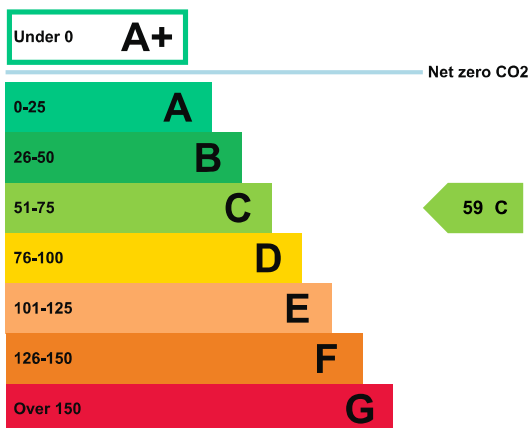 Under 0 A+
Net zero CO2
0-25 A
26-50 B
51-75 C
59 C
76-100 D
101-125 E
126-150 F
Over 150 G